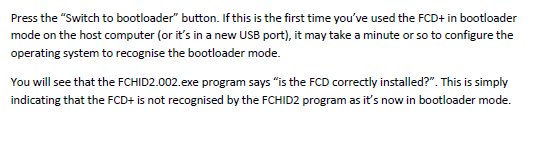 Press the “Switch to bootloader” button. If this is the first time you’ve used the FCD+ in bootloader
mode on the host computer (or it’s in a new USB port), it may take a minute or so to configure the
operating system to recognise the bootloader mode.
You will see that the FCHID2.002.exe program says “is the FCD correctly installed?”. This is simply
indicating that the FCD+ is not recognised by the FCHID2 program as it’s now in bootloader mode.